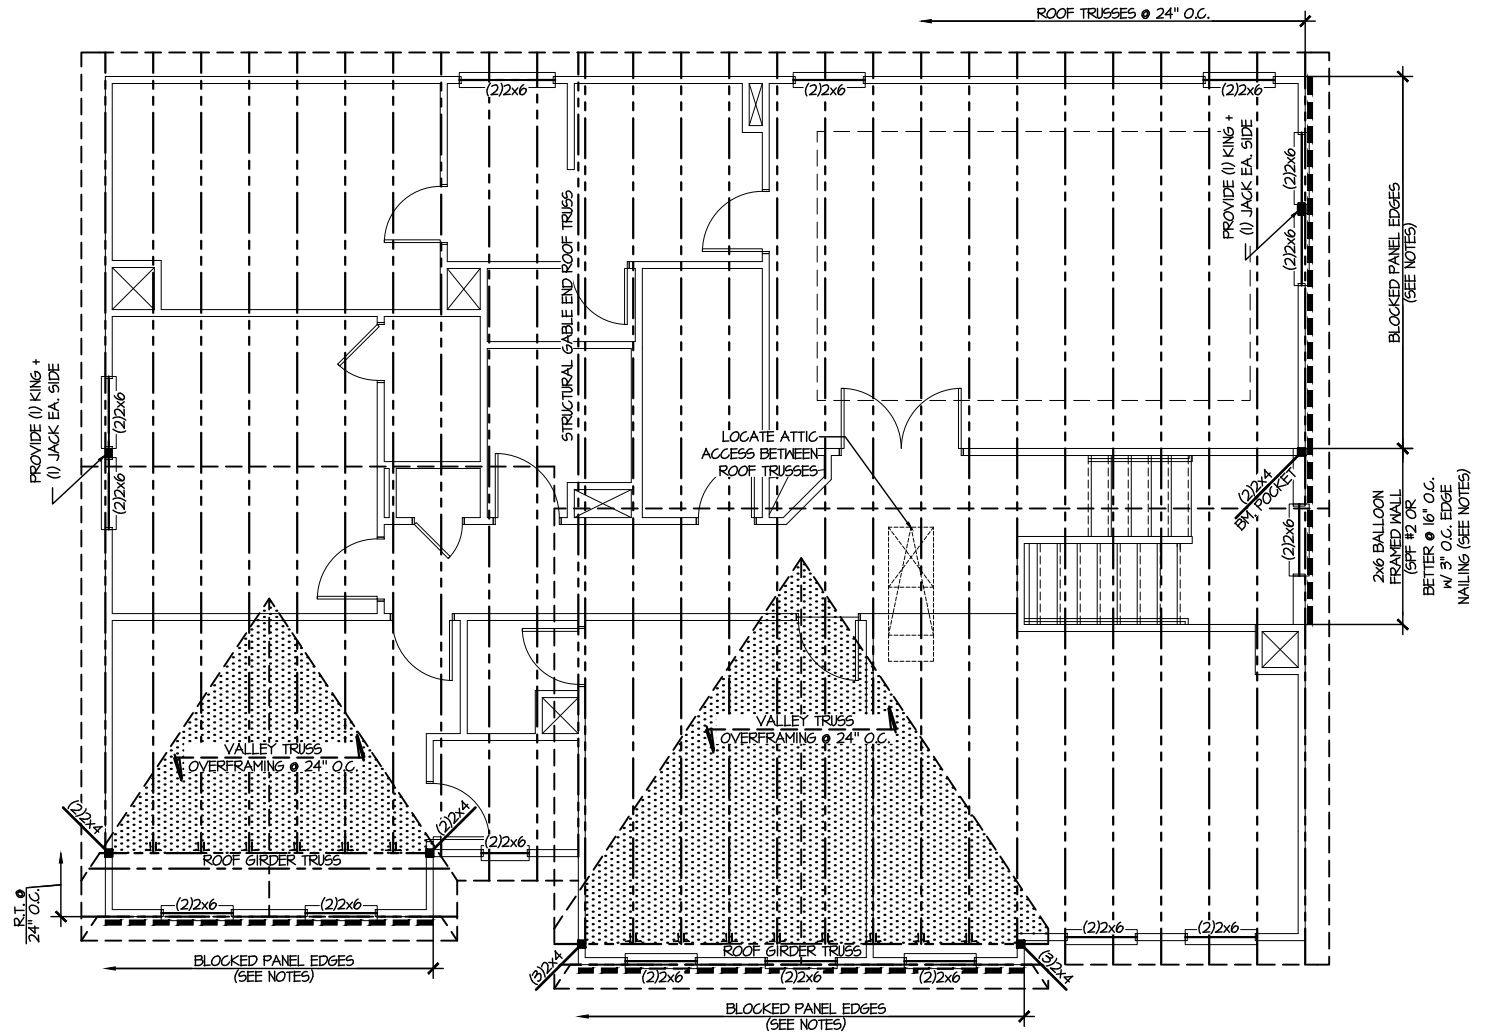 ROOF TRUSSES @ 24" O.C.
(2)2x6
(2)2x6
(2)2x6
PROVIDE (1) KING +
(1) JACK EA. SIDE
(2)2x6
(2)2x6
BLOCKED PANEL EDGES
(SEE NOTES)
STRUCTURAL GABLE END ROOF TRUSS
PROVIDE (1) KING +
(1) JACK EA. SIDE
(2)2x6
(2)2x6
LOCATE ATTIC
ACCESS BETWEEN
ROOF TRUSSES
(2)2x4
BM. POCKET
(2)2x6
2x6 BALLOON
FRAMED WALL
(SPF #2 OR
BETTER @ 16" O.C.
W/ 3" O.C. EDGE
NAILING (SEE NOTES)
VALLEY TRUSS
OVERFRAMING @ 24" O.C.
VALLEY TRUSS
OVERFRAMING @ 24" O.C.
(2)2x4
(2)2x4
(2)2x6
ROOF GIRDER TRUSS
R.T. @
24" O.C.
(2)2x6
(2)2x6
(2)2x6
(2)2x6
ROOF GIRDER TRUSS
BLOCKED PANEL EDGES
(SEE NOTES)
(3)2x4
(2)2x6
(2)2x6
(2)2x6
(3)2x4
BLOCKED PANEL EDGES
(SEE NOTES)